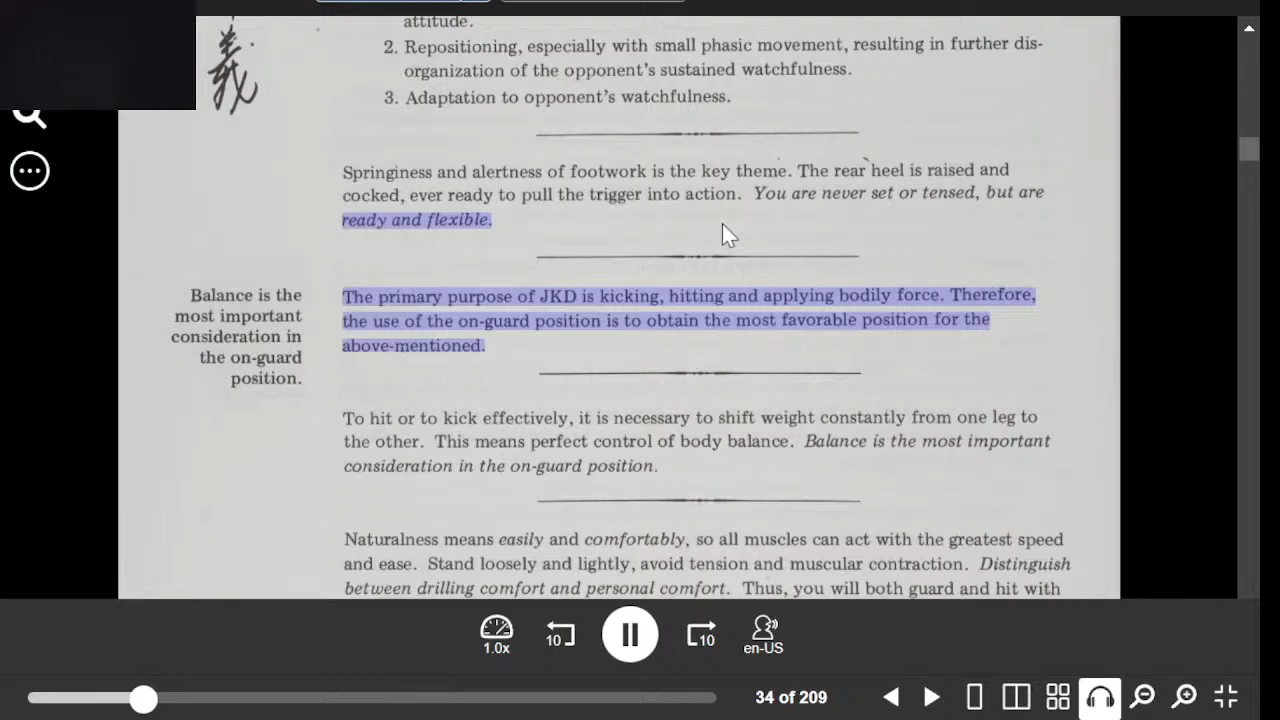 attitude.
2. Repositioning, especially with small phasic movement, resulting in further dis-
organization of the opponent's sustained watchfulness.
3. Adaptation to opponent's watchfulness.
Springiness and alertness of footwork is the key theme. The rear heel is raised and
cocked, ever ready to pull the trigger into action. You are never set or tensed, but are
ready and flexible.
Balance is the
most important
consideration in
the on-guard
position.
The primary purpose of JKD is kicking, hitting and applying bodily force. Therefore,
the use of the on-guard position is to obtain the most favorable position for the
above-mentioned.
To hit or to kick effectively, it is necessary to shift weight constantly from one leg to
the other. This means perfect control of body balance. Balance is the most important
consideration in the on-guard position.
Naturalness means easily and comfortably, so all muscles can act with the greatest speed
and ease. Stand loosely and lightly, avoid tension and muscular contraction. Distinguish
between drilling comfort and personal comfort. Thus, you will both guard and hit with
1.0x
10
10
en-US
34 of 209